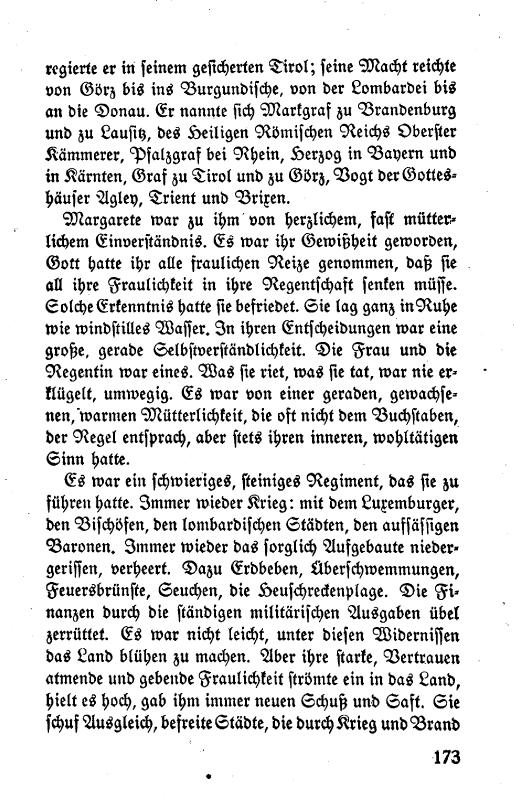 regierte er in seinem gesicherten Tirol; seine Macht reichte
von Görz bis ins Burgundische, von der Lombardei bis
an die Donau. Er nannte sich Markgraf zu Brandenburg
und zu Lausitz, des Heiligen Römischen Reichs Oberster
Kämmerer, Pfalzgraf bei Rhein, Herzog in Bayern und
in Kärnten, Graf zu Tirol und zu Görz, Vogt der Gottes-
häuser Agley, Trient und Brixen.
Margarete war zu ihm von herzlichem, fast mütter-
lichem Einverständnis. Es war ihr Gewißheit geworden,
Gott hatte ihr alle fraulichen Reize genommen, daß sie
all ihre Fraulichkeit in ihre Regentschaft senken müsse.
Solche Erkenntnis hatte sie befriedet. Sie lag ganz in Ruhe
wie windstilles Wasser. In ihren Entscheidungen war eine
große, gerade Selbstverständlichkeit. Die Frau und die
Regentin war eines. Was sie riet, was sie tat, war nie er-
klügelt, umwegig. Es war von einer geraden, gewachse-
nen, warmen Mütterlichkeit, die oft nicht dem Buchstaben,
der Regel entsprach, aber stets ihren inneren, wohltätigen
Sinn hatte.
Es war ein schwieriges, steiniges Regiment, das sie zu
führen hatte. Immer wieder Krieg: mit dem Luxemburger,
den Bischöfen, den lombardischen Städten, den aufsässigen
Baronen. Immer wieder das sorglich Aufgebaute nieder-
gerissen, verheert. Dazu Erdbeben, Überschwemmungen,
Feuersbrünste, Seuchen, die Heuschreckenplage. Die Fi-
nanzen durch die ständigen militärischen Ausgaben übel
zerrüttet. Es war nicht leicht, unter diesen Widernissen
das Land blühen zu machen. Aber ihre starke, Vertrauen
atmende und gebende Fraulichkeit strömte ein in das Land,
hielt es hoch, gab ihm immer neuen Schuß und Saft. Sie
schuf Ausgleich, befreite Städte, die durch Krieg und Brand
173